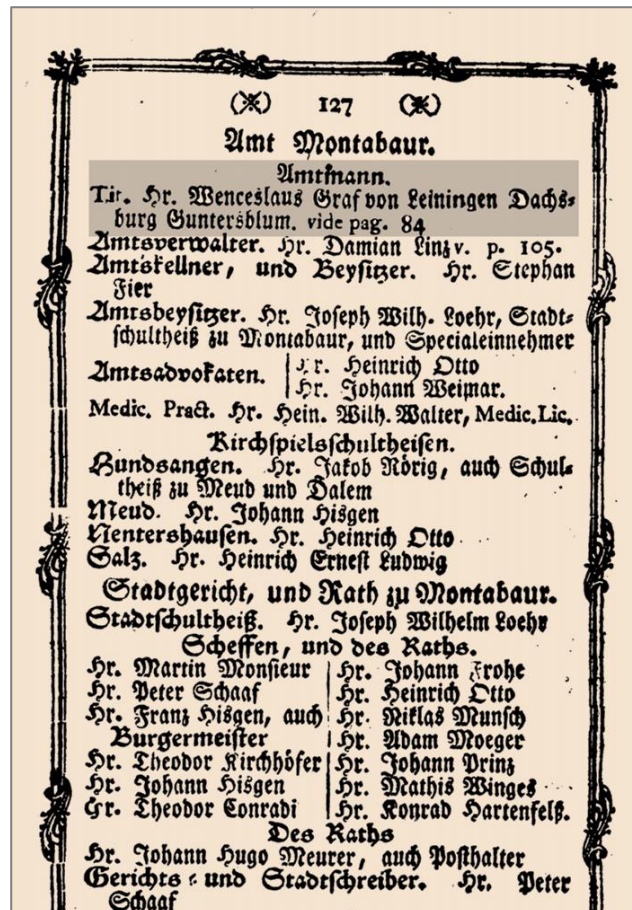 127
Amt Montabaur.
Amtmann.
Tit. Hr. Wenceslaus Graf von Leiningen Dachs-
burg Guntersblum. vide pag. 84
Amtsverwalter. Hr. Damian Linz v. p. 105.
Amtskellner, und Beysitzer. Hr. Stephan
Fier
Amtsbeysitzer. Hr. Joseph Wilh. Loehr, Stadt-
schultheiß zu Montabaur, und Specialeinnehmer
Amtsadvokaten. Hr. Heinrich Otto
Hr. Johann Weimar.
Medic. Pract. Hr. Hein. Wilh. Walter, Medic. Lic.
Kirchspielsschultheisen.
Hundsangen. Hr. Jakob Nörig, auch Schul-
theiß zu Meud und Dalem
Meud. Hr. Johann Hisgen
Nentershausen. Hr. Heinrich Otto
Salz. Hr. Heinrich Ernest Ludwig
Stadtgericht, und Rath zu Montabaur.
Stadtschultheiß. Hr. Joseph Wilhelm Loehr
Scheffen, und des Raths.
Hr. Martin Monsieur
Hr. Peter Schaaf
Hr. Franz Hisgen, auch
Burgermeister
Hr. Theodor Kirchhöfer
Hr. Johann Hisgen
Hr. Theodor Conradi
Hr. Johann Frohe
Hr. Heinrich Otto
Hr. Niklas Munsch
Hr. Adam Moeger
Hr. Johann Prinz
Hr. Mathis Winges
Hr. Konrad Hartenfelß.
Des Raths
Hr. Johann Hugo Meurer, auch Posthalter
Gerichts- und Stadtschreiber. Hr. Peter
Schaaf